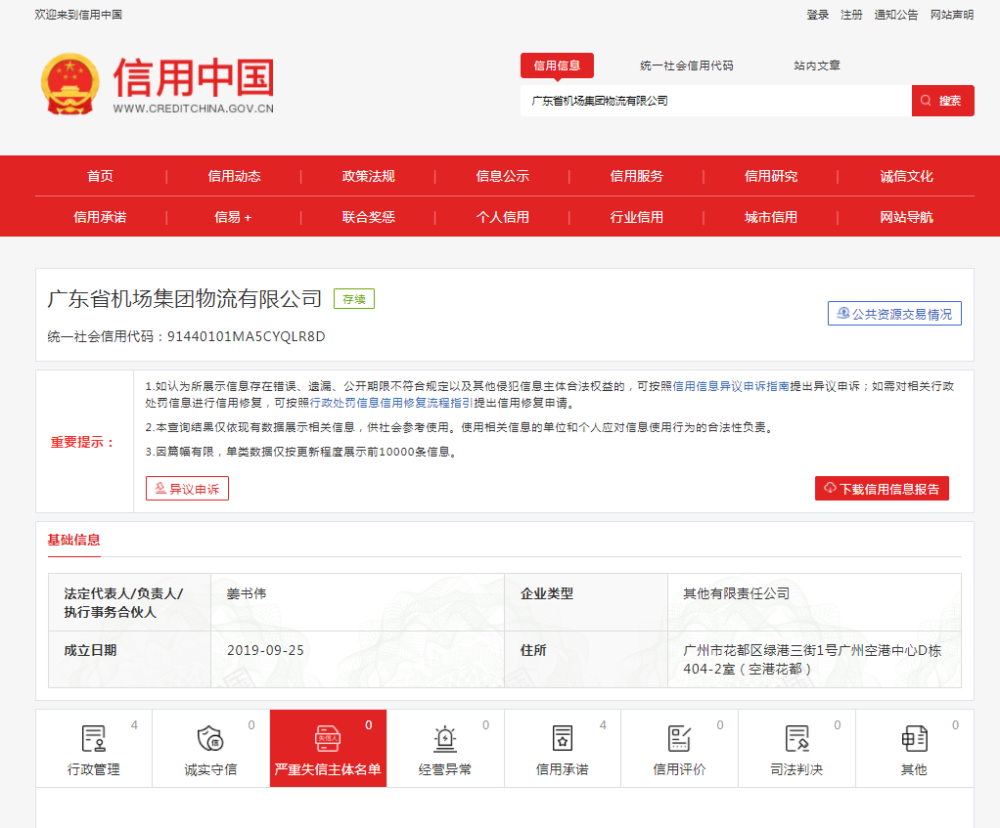 欢迎来到信用中国
登录 注册 通知公告 网站声明
信用中国
WWW.CREDITCHINA.GOV.CN
信用信息 统一社会信用代码 站内文章
广东省机场集团物流有限公司 搜索
首页 | 信用动态 | 政策法规 | 信息公示 | 信用服务 | 信用研究 | 诚信文化
信用承诺 | 信易+ | 联合奖惩 | 个人信用 | 行业信用 | 城市信用 | 网站导航
广东省机场集团物流有限公司 存续
公共资源交易情况
统一社会信用代码：91440101MA5CYQLR8D
重要提示：
1.如认为所展示信息存在错误、遗漏、公开期限不符合规定以及其他侵犯信息主体合法权益的，可按照信用信息异议申诉指南提出异议申诉；如需对相关行政
处罚信息进行信用修复，可按照行政处罚信息信用修复流程指引提出信用修复申请。
2.本查询结果仅依现有数据展示相关信息，供社会参考使用。使用相关信息的单位和个人应对信息使用行为的合法性负责。
3.因篇幅有限，单类数据仅按更新程度展示前10000条信息。
异议申诉 下载信用信息报告
基础信息
法定代表人/负责人/
执行事务合伙人
姜书伟
企业类型
其他有限责任公司
成立日期
2019-09-25
住所
广州市花都区绿港三街1号广州空港中心D栋
404-2室（空港花都）
4 0 0 0 4 0 0 0
行政管理 诚实守信 严重失信主体名单 经营异常 信用承诺 信用评价 司法判决 其他